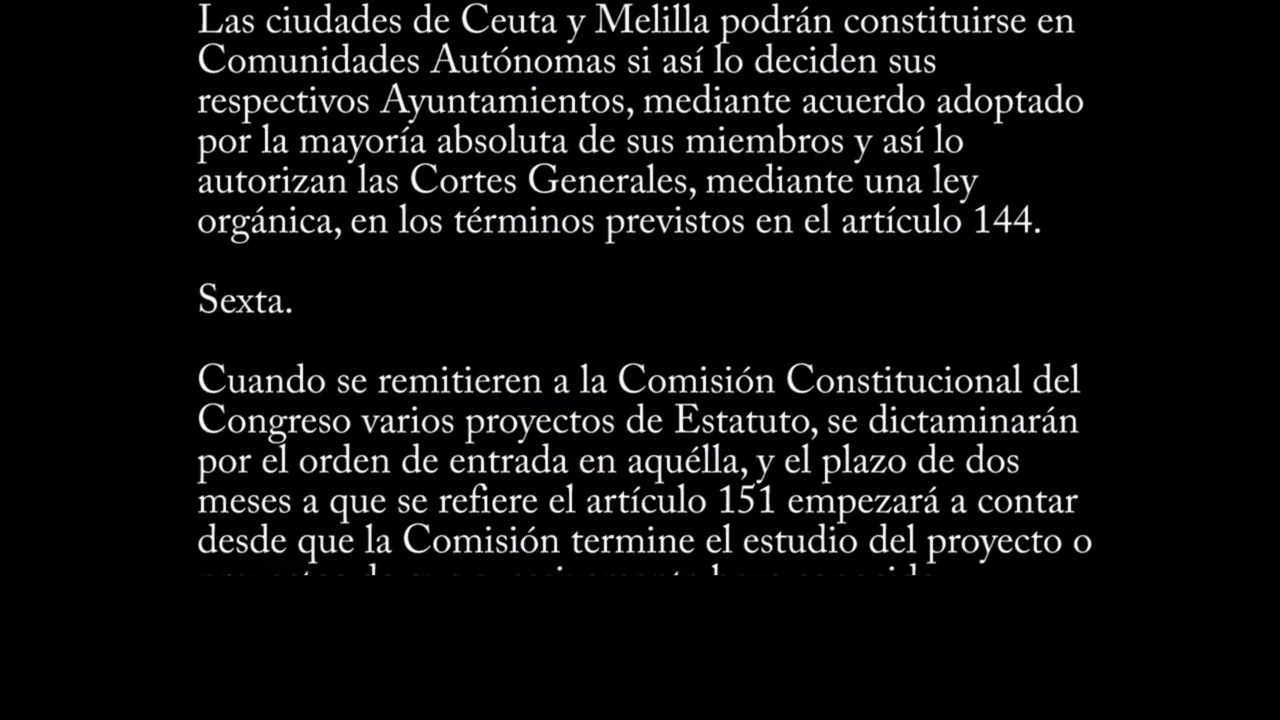 Las ciudades de Ceuta y Melilla podrán constituirse en
Comunidades Autónomas si así lo deciden sus
respectivos Ayuntamientos, mediante acuerdo adoptado
por la mayoría absoluta de sus miembros y así lo
autorizan las Cortes Generales, mediante una ley
orgánica, en los términos previstos en el artículo 144.
Sexta.
Cuando se remitieren a la Comisión Constitucional del
Congreso varios proyectos de Estatuto, se dictaminarán
por el orden de entrada en aquélla, y el plazo de dos
meses a que se refiere el artículo 151 empezará a contar
desde que la Comisión termine el estudio del proyecto o